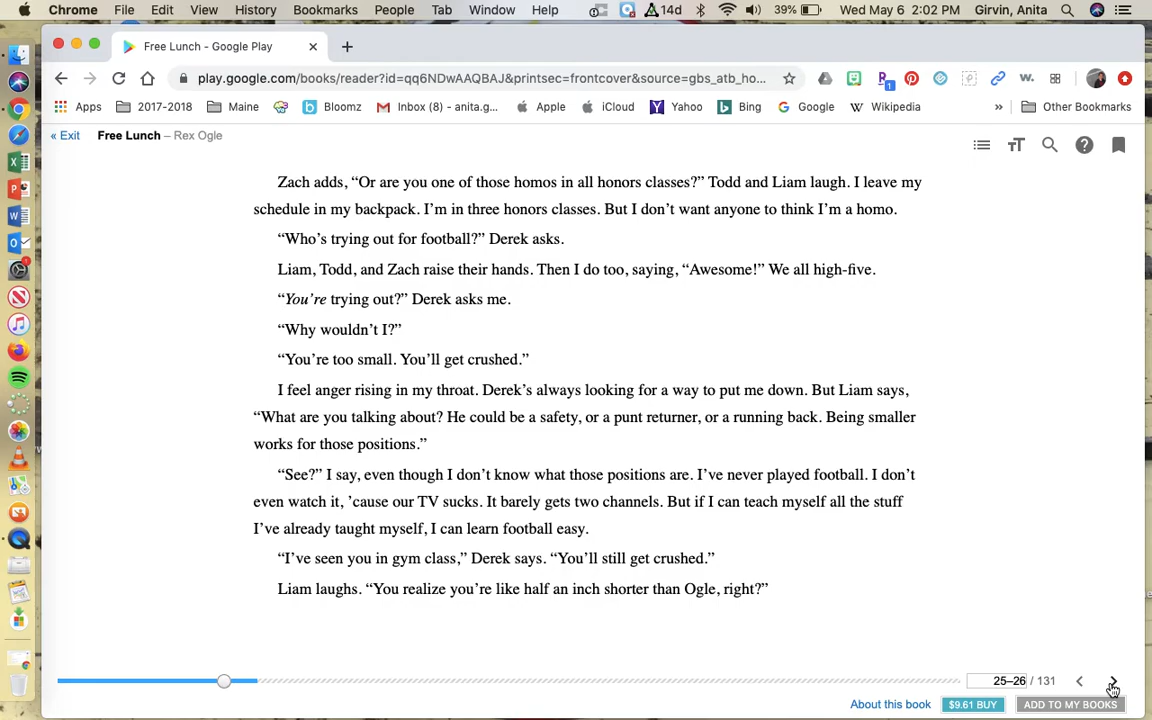 Chrome File Edit View History Bookmarks People Tab Window Help 14d 39% Wed May 6 2:02 PM Girvin, Anita
Free Lunch - Google Play
play.google.com/books/reader?id=qq6NDwAAQBAJ&printsec=frontcover&source=gbs_atb_ho...
Apps 2017-2018 Maine Bloomz Inbox (8) - anita.g... Apple iCloud Yahoo Bing Google Wikipedia » Other Bookmarks
« Exit Free Lunch – Rex Ogle
Zach adds, “Or are you one of those homos in all honors classes?” Todd and Liam laugh. I leave my
schedule in my backpack. I’m in three honors classes. But I don’t want anyone to think I’m a homo.
“Who’s trying out for football?” Derek asks.
Liam, Todd, and Zach raise their hands. Then I do too, saying, “Awesome!” We all high-five.
“You’re trying out?” Derek asks me.
“Why wouldn’t I?”
“You’re too small. You’ll get crushed.”
I feel anger rising in my throat. Derek’s always looking for a way to put me down. But Liam says,
“What are you talking about? He could be a safety, or a punt returner, or a running back. Being smaller
works for those positions.”
“See?” I say, even though I don’t know what those positions are. I’ve never played football. I don’t
even watch it, ’cause our TV sucks. It barely gets two channels. But if I can teach myself all the stuff
I’ve already taught myself, I can learn football easy.
“I’ve seen you in gym class,” Derek says. “You’ll still get crushed.”
Liam laughs. “You realize you’re like half an inch shorter than Ogle, right?”
25–26 / 131
About this book $9.61 BUY ADD TO MY BOOKS